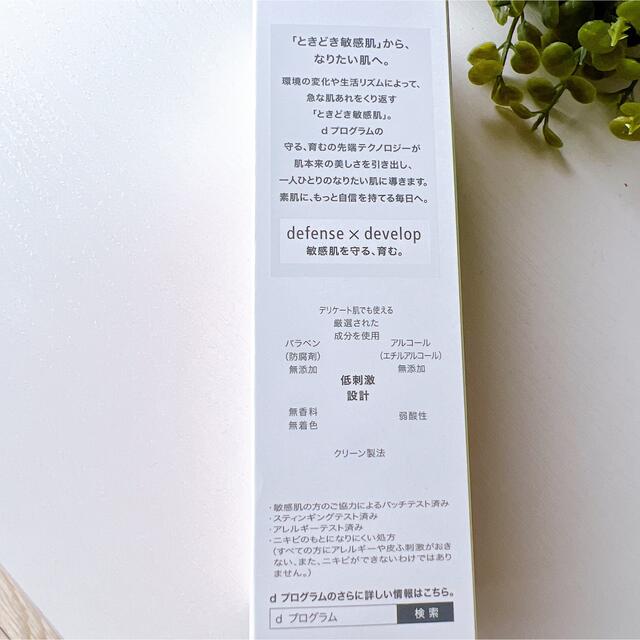 「ときどき敏感肌」から、
なりたい肌へ。
環境の変化や生活リズムによって、
急な肌あれをくり返す
「ときどき敏感肌」。
d プログラムの
守る、育むの先端テクノロジーが
肌本来の美しさを引き出し、
一人ひとりのなりたい肌に導きます。
素肌に、もっと自信を持てる毎日へ。
defense × develop
敏感肌を守る、育む。
デリケート肌でも使える
厳選された
成分を使用
パラベン
（防腐剤）
無添加
アルコール
（エチルアルコール）
無添加
低刺激
設計
無香料
無着色
弱酸性
クリーン製法
・敏感肌の方のご協力によるパッチテスト済み
・スティンギングテスト済み
・アレルギーテスト済み
・ニキビのもとになりにくい処方
（すべての方にアレルギーや皮ふ刺激がおき
ない、また、ニキビができないわけではあり
ません。）
d プログラムのさらに詳しい情報はこちら。
d プログラム 検索